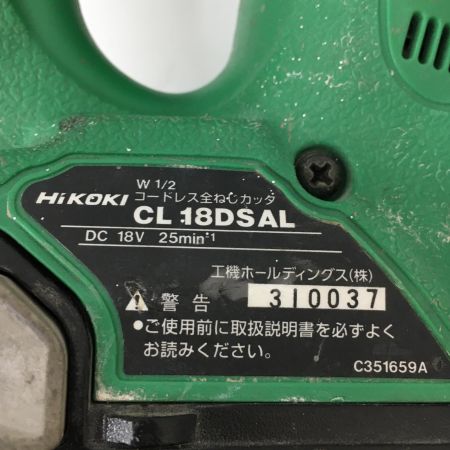 W 1/2
HiKOKI コードレス全ねじカッタ
CL 18DSAL
DC 18V 25min*1
工機ホールディングス(株)
警告 310037
●ご使用前に取扱説明書を必ずよく
お読みください。
C351659A